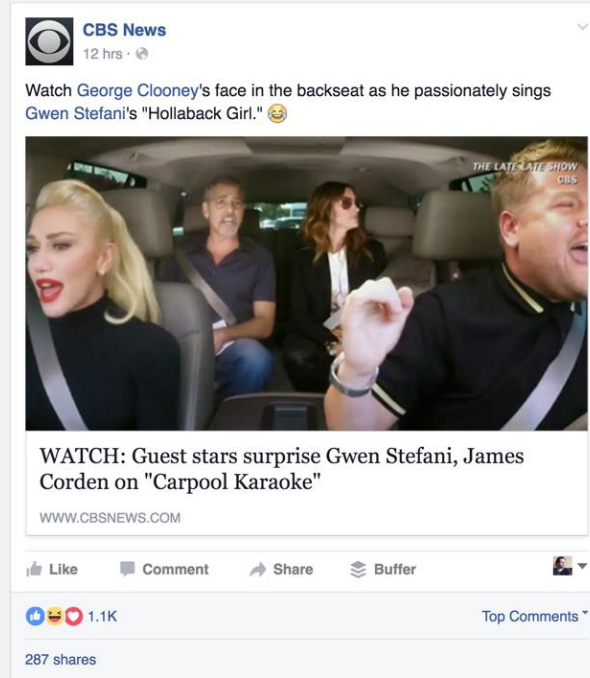 CBS News
12 hrs ·
Watch George Clooney's face in the backseat as he passionately sings
Gwen Stefani's "Hollaback Girl." 😂
THE LATE LATE SHOW
CBS
WATCH: Guest stars surprise Gwen Stefani, James
Corden on "Carpool Karaoke"
WWW.CBSNEWS.COM
Like Comment Share Buffer
1.1K Top Comments
287 shares